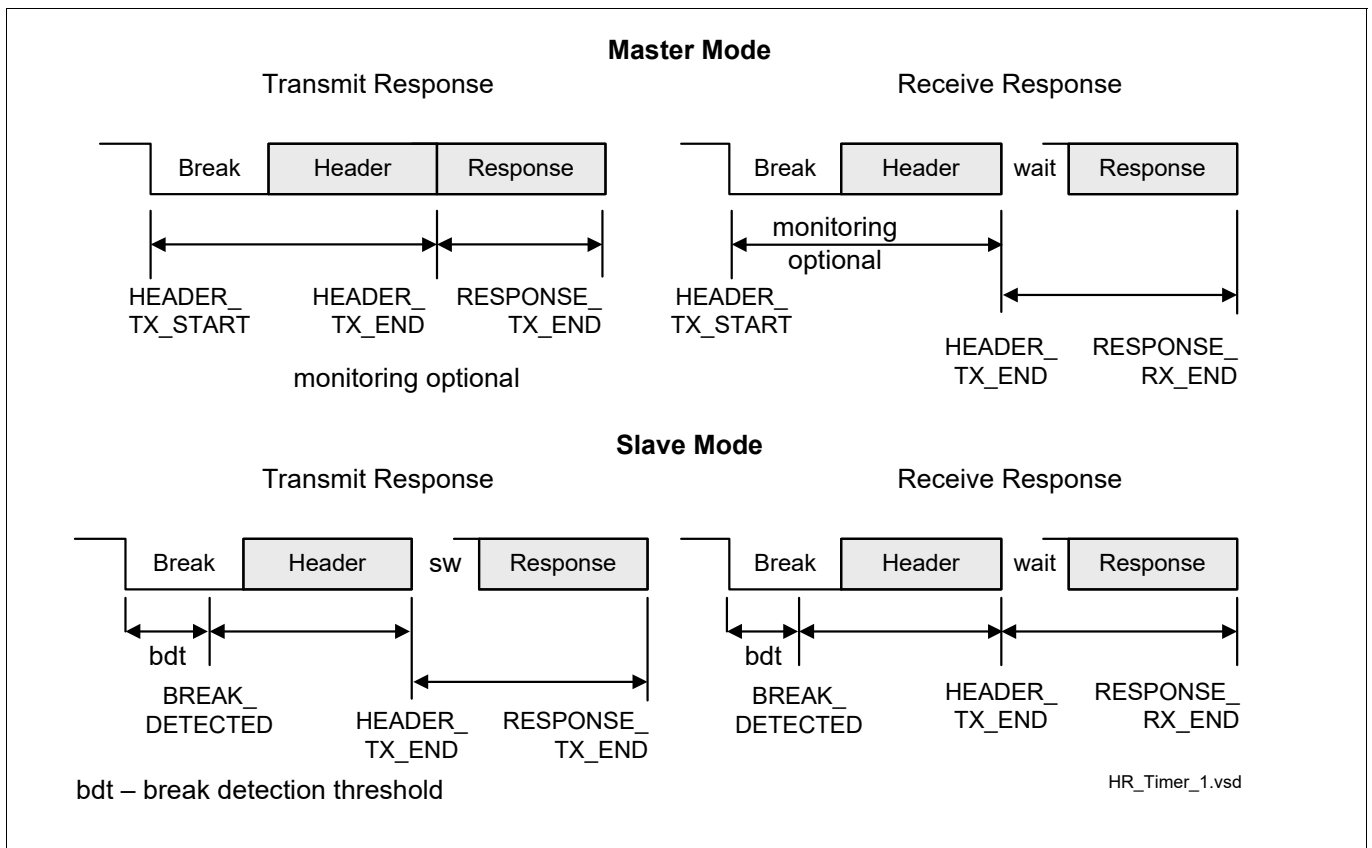 Master Mode
Transmit Response
Receive Response
Break
Header
Response
Break
Header
wait
Response
monitoring
optional
HEADER_
TX_START
HEADER_
TX_END
RESPONSE_
TX_END
HEADER_
TX_START
monitoring optional
HEADER_
TX_END
RESPONSE_
RX_END
Slave Mode
Transmit Response
Receive Response
Break
Header
sw
Response
Break
Header
wait
Response
bdt
BREAK_
DETECTED
HEADER_
TX_END
RESPONSE_
TX_END
bdt
BREAK_
DETECTED
HEADER_
TX_END
RESPONSE_
RX_END
bdt – break detection threshold
HR_Timer_1.vsd